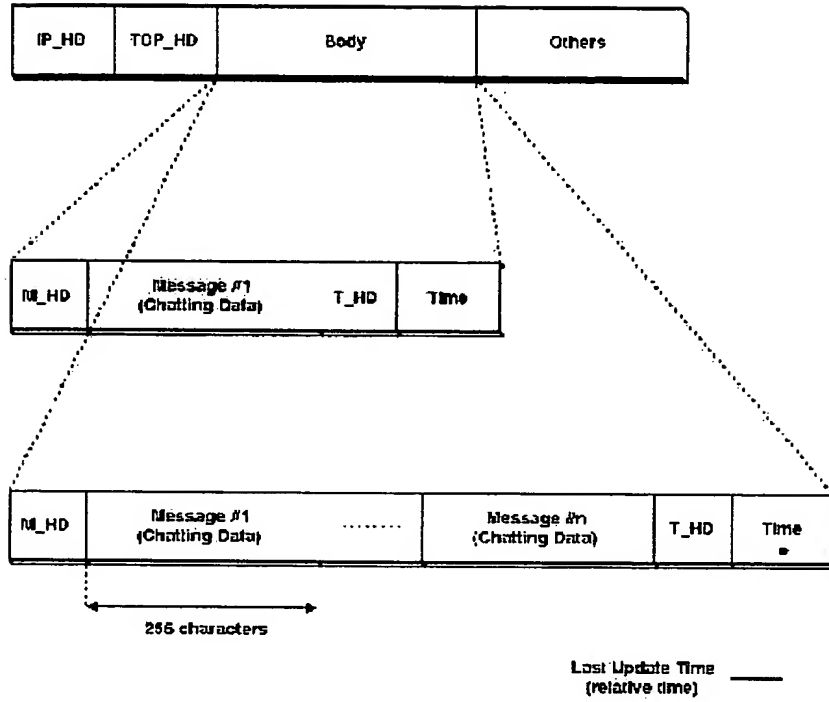 IP_HD TCP_HD Body Others
M_HD Message #1 T_HD Time
(Chatting Data)
M_HD Message #1 ........ Message #n T_HD Time
(Chatting Data) (Chatting Data)
256 characters
Last Update Time
(relative time)